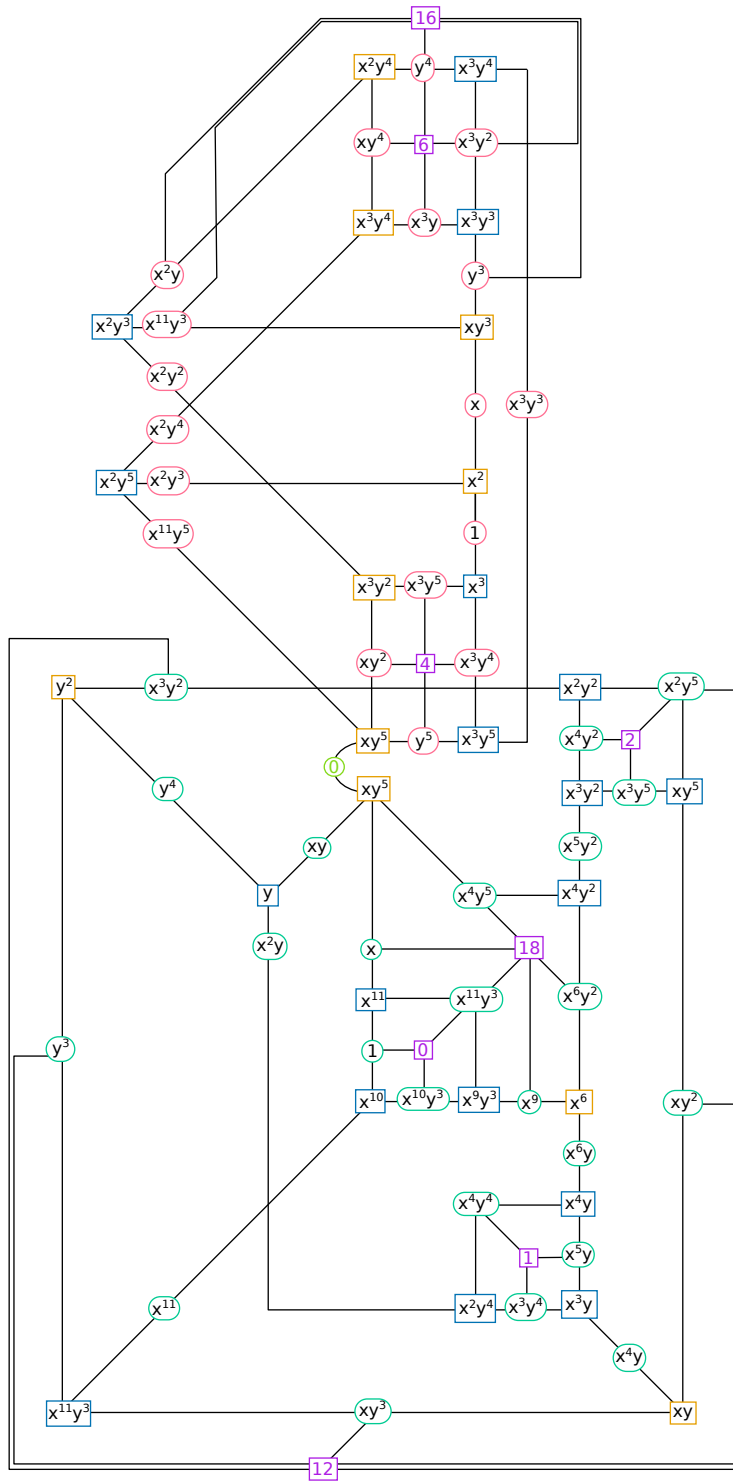 16
x²y⁴ y⁴ x³y⁴
xy⁴ 6 x³y²
x³y⁴ x³y x³y³
x²y y³
x²y³ x¹¹y³ xy³
x²y²
x x³y³
x²y⁴
x²y⁵ x²y³ x²
x¹¹y⁵ 1
x³y² x³y⁵ x³
xy² 4 x³y⁴
y² x³y² x²y² x²y⁵
xy⁵ y⁵ x³y⁵ x⁴y² 2
0
y⁴ xy⁵ x³y² x³y⁵ xy⁵
xy x⁵y²
y x⁴y⁵ x⁴y²
x²y x 18
x¹¹ x¹¹y³ x⁶y²
y³ 1 0
x¹⁰ x¹⁰y³ x⁹y³ x⁹ x⁶ xy²
x⁶y
x⁴y⁴ x⁴y
1 x⁵y
x¹¹ x²y⁴ x³y⁴ x³y
x⁴y
x¹¹y³ xy³ xy
12